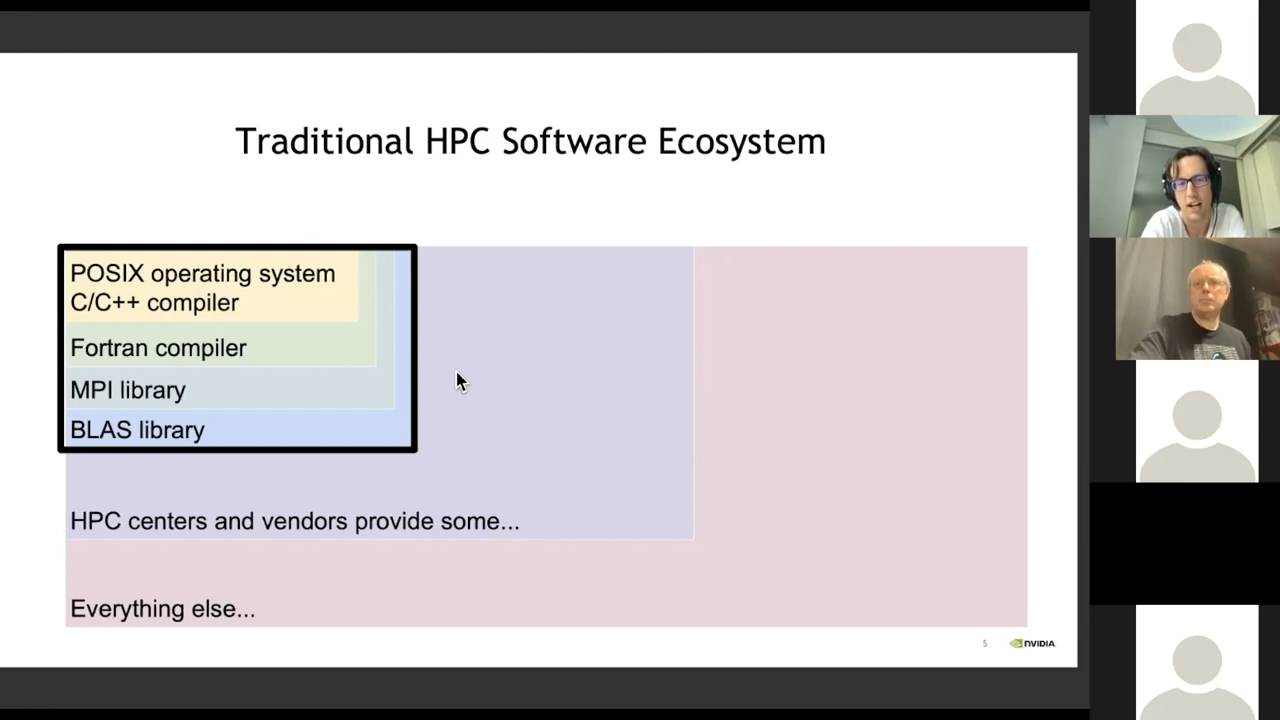 Traditional HPC Software Ecosystem
POSIX operating system
C/C++ compiler
Fortran compiler
MPI library
BLAS library
HPC centers and vendors provide some...
Everything else...
5
NVIDIA